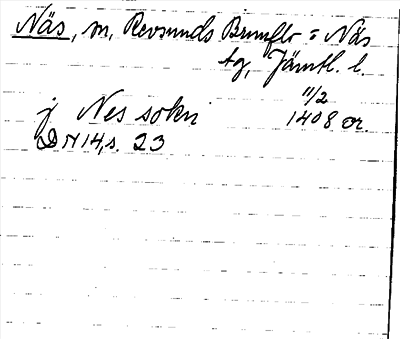 Näs, m, Revsunds Brunflo o Näs
tg, Jämtl. l.
j Nes sokn 11/2 1408 or.
DN 14, s. 23